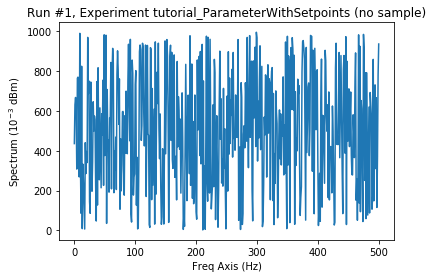 Run #1, Experiment tutorial_ParameterWithSetpoints (no sample)
1000
800
600
400
200
0
Spectrum (10⁻³ dBm)
0 100 200 300 400 500
Freq Axis (Hz)